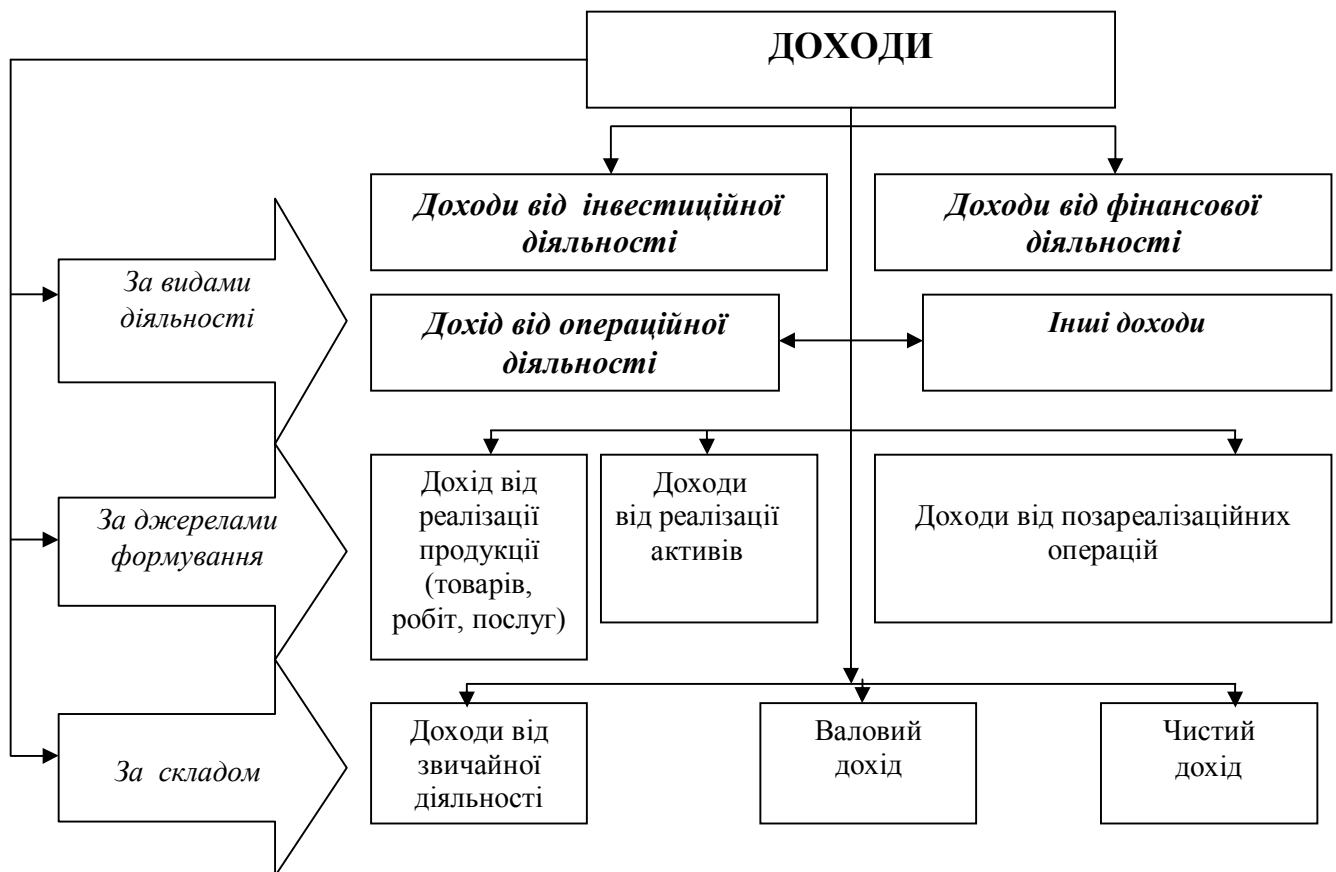 ДОХОДИ
Доходи від інвестиційної
діяльності
Доходи від фінансової
діяльності
За видами
діяльності
Дохід від операційної
діяльності
Інші доходи
За джерелами
формування
Дохід від
реалізації
продукції
(товарів,
робіт, послуг)
Доходи
від реалізації
активів
Доходи від позареалізаційних
операцій
За складом
Доходи від
звичайної
діяльності
Валовий
дохід
Чистий
дохід